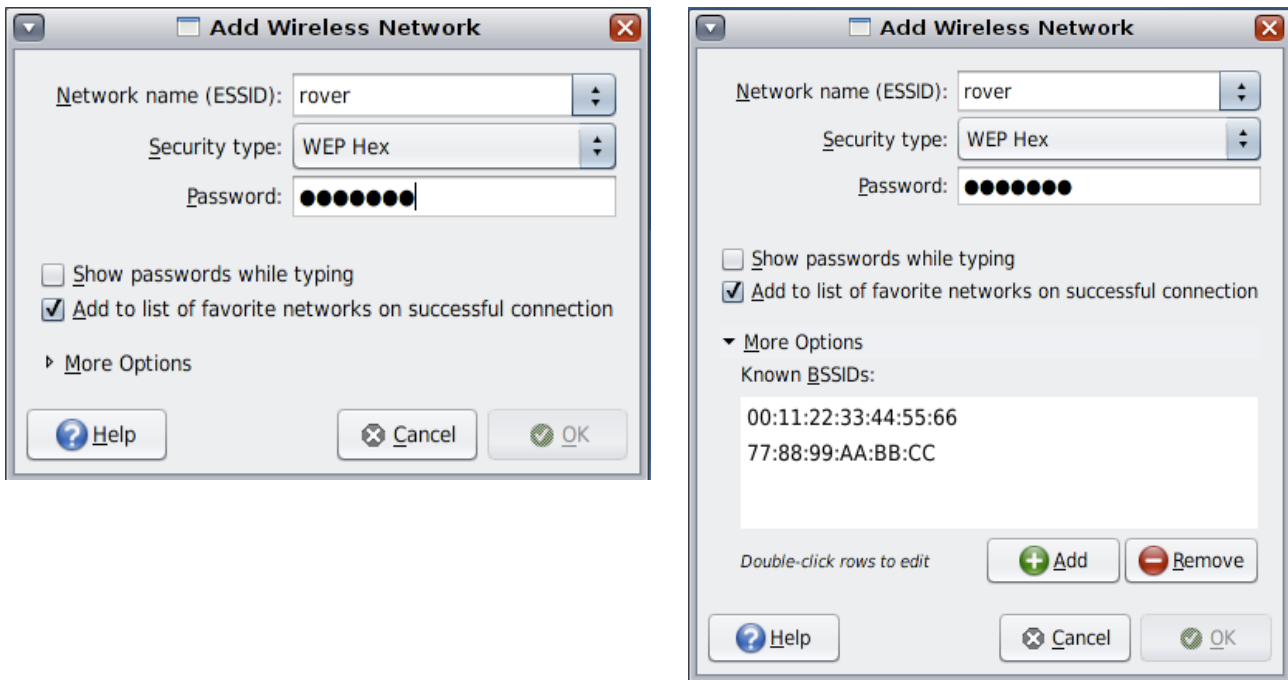 Add Wireless Network
Network name (ESSID): rover
Security type: WEP Hex
Password: ●●●●●●●
Show passwords while typing
Add to list of favorite networks on successful connection
More Options
Help Cancel OK
Add Wireless Network
Network name (ESSID): rover
Security type: WEP Hex
Password: ●●●●●●●
Show passwords while typing
Add to list of favorite networks on successful connection
More Options
Known BSSIDs:
00:11:22:33:44:55:66
77:88:99:AA:BB:CC
Double-click rows to edit Add Remove
Help Cancel OK